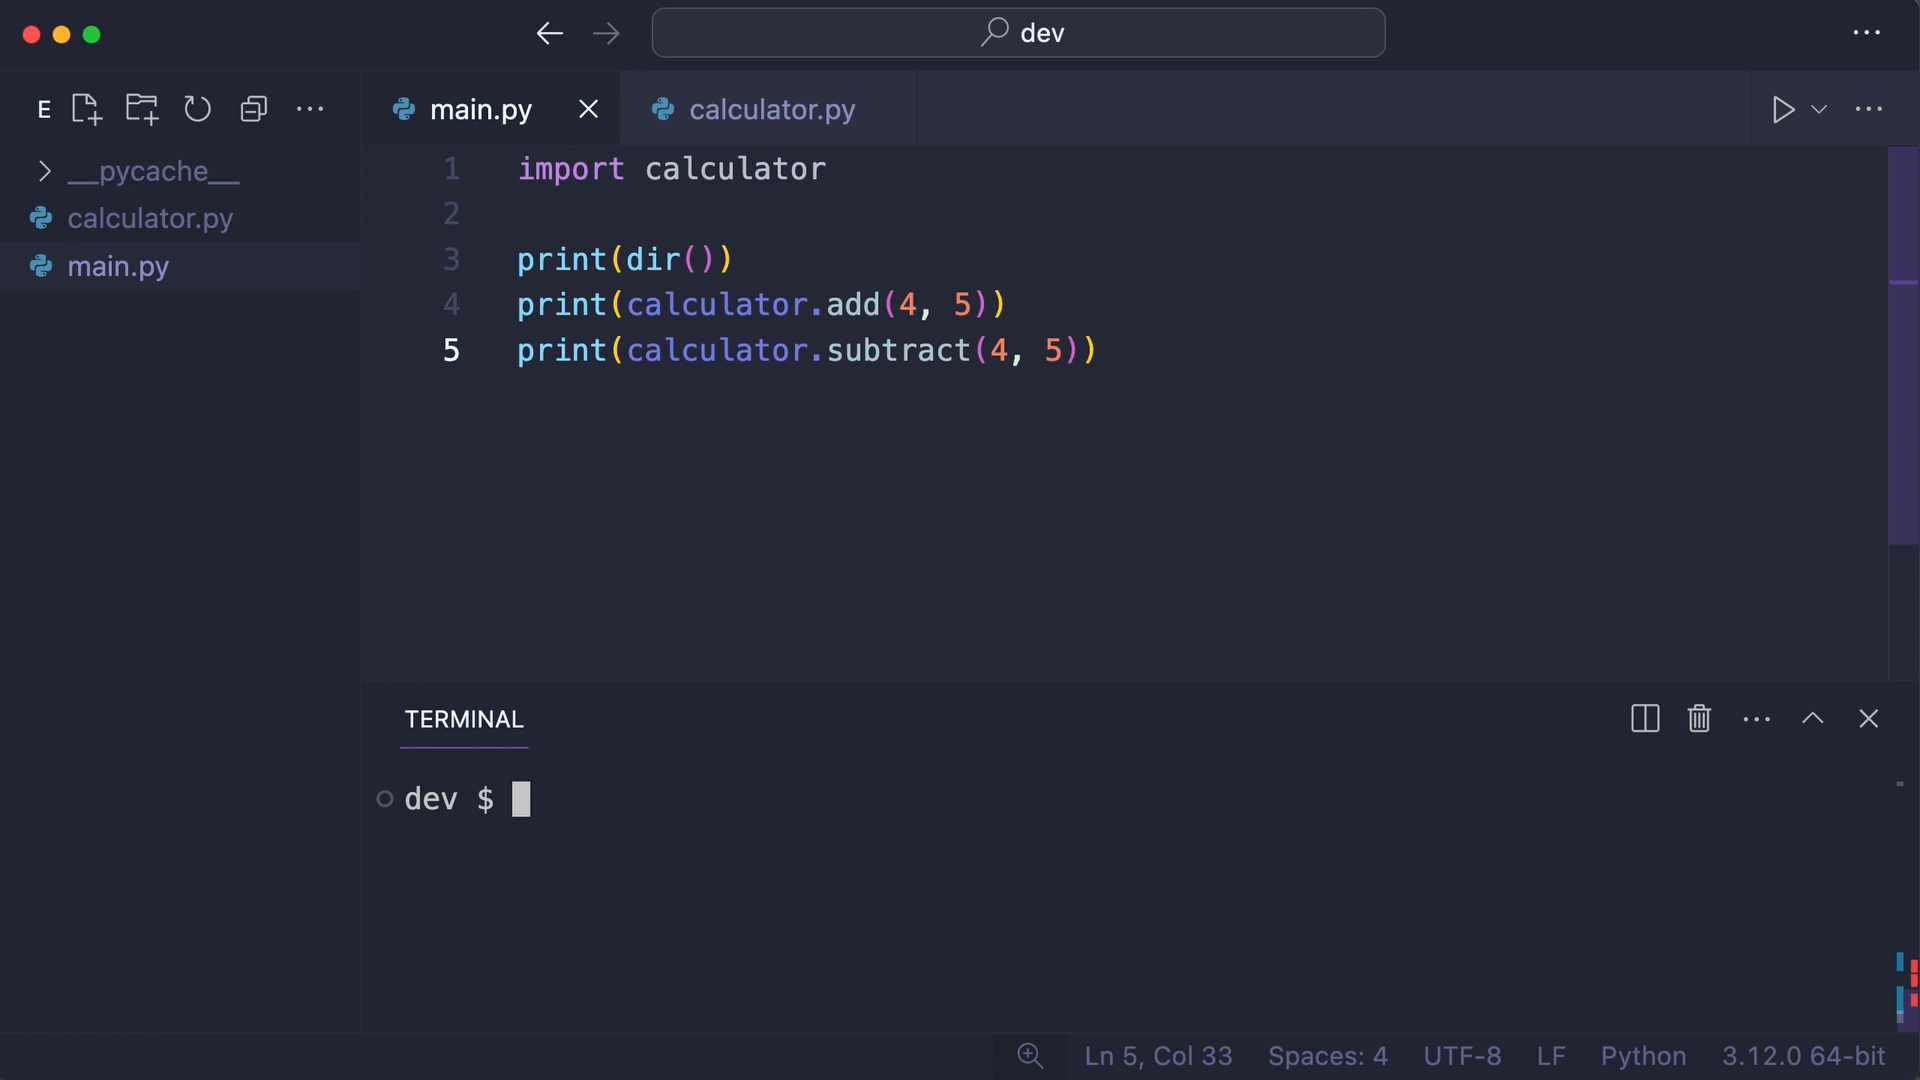 dev
E
main.py
calculator.py
__pycache__
calculator.py
main.py
1 import calculator
2
3 print(dir())
4 print(calculator.add(4, 5))
5 print(calculator.subtract(4, 5))
TERMINAL
dev $
Ln 5, Col 33
Spaces: 4
UTF-8
LF
Python
3.12.0 64-bit